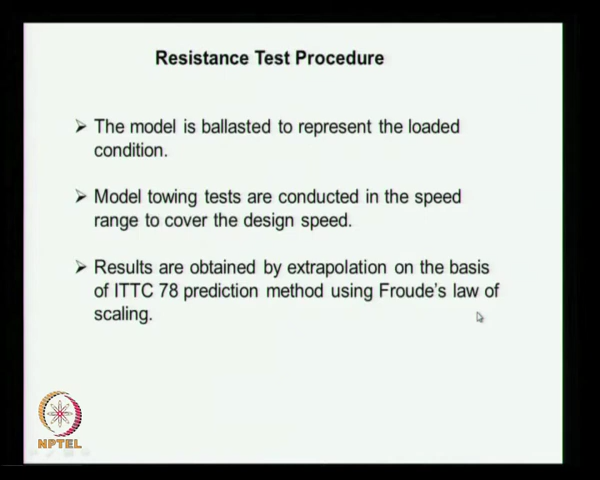 Resistance Test Procedure
➢ The model is ballasted to represent the loaded
condition.
➢ Model towing tests are conducted in the speed
range to cover the design speed.
➢ Results are obtained by extrapolation on the basis
of ITTC 78 prediction method using Froude's law of
scaling.
NPTEL